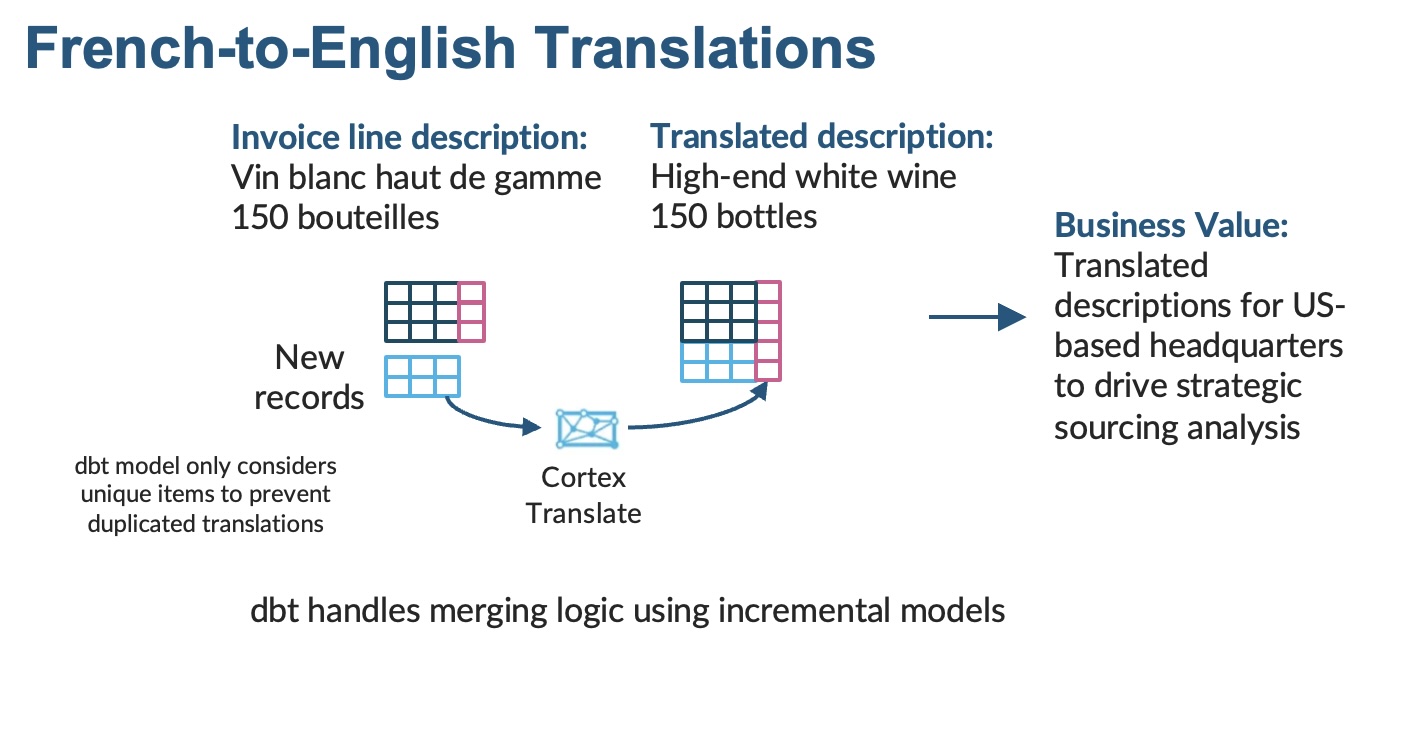 French-to-English Translations
Invoice line description:
Vin blanc haut de gamme
150 bouteilles
Translated description:
High-end white wine
150 bottles
Business Value:
Translated
descriptions for US-
based headquarters
to drive strategic
sourcing analysis
New
records
dbt model only considers
unique items to prevent
duplicated translations
Cortex
Translate
dbt handles merging logic using incremental models